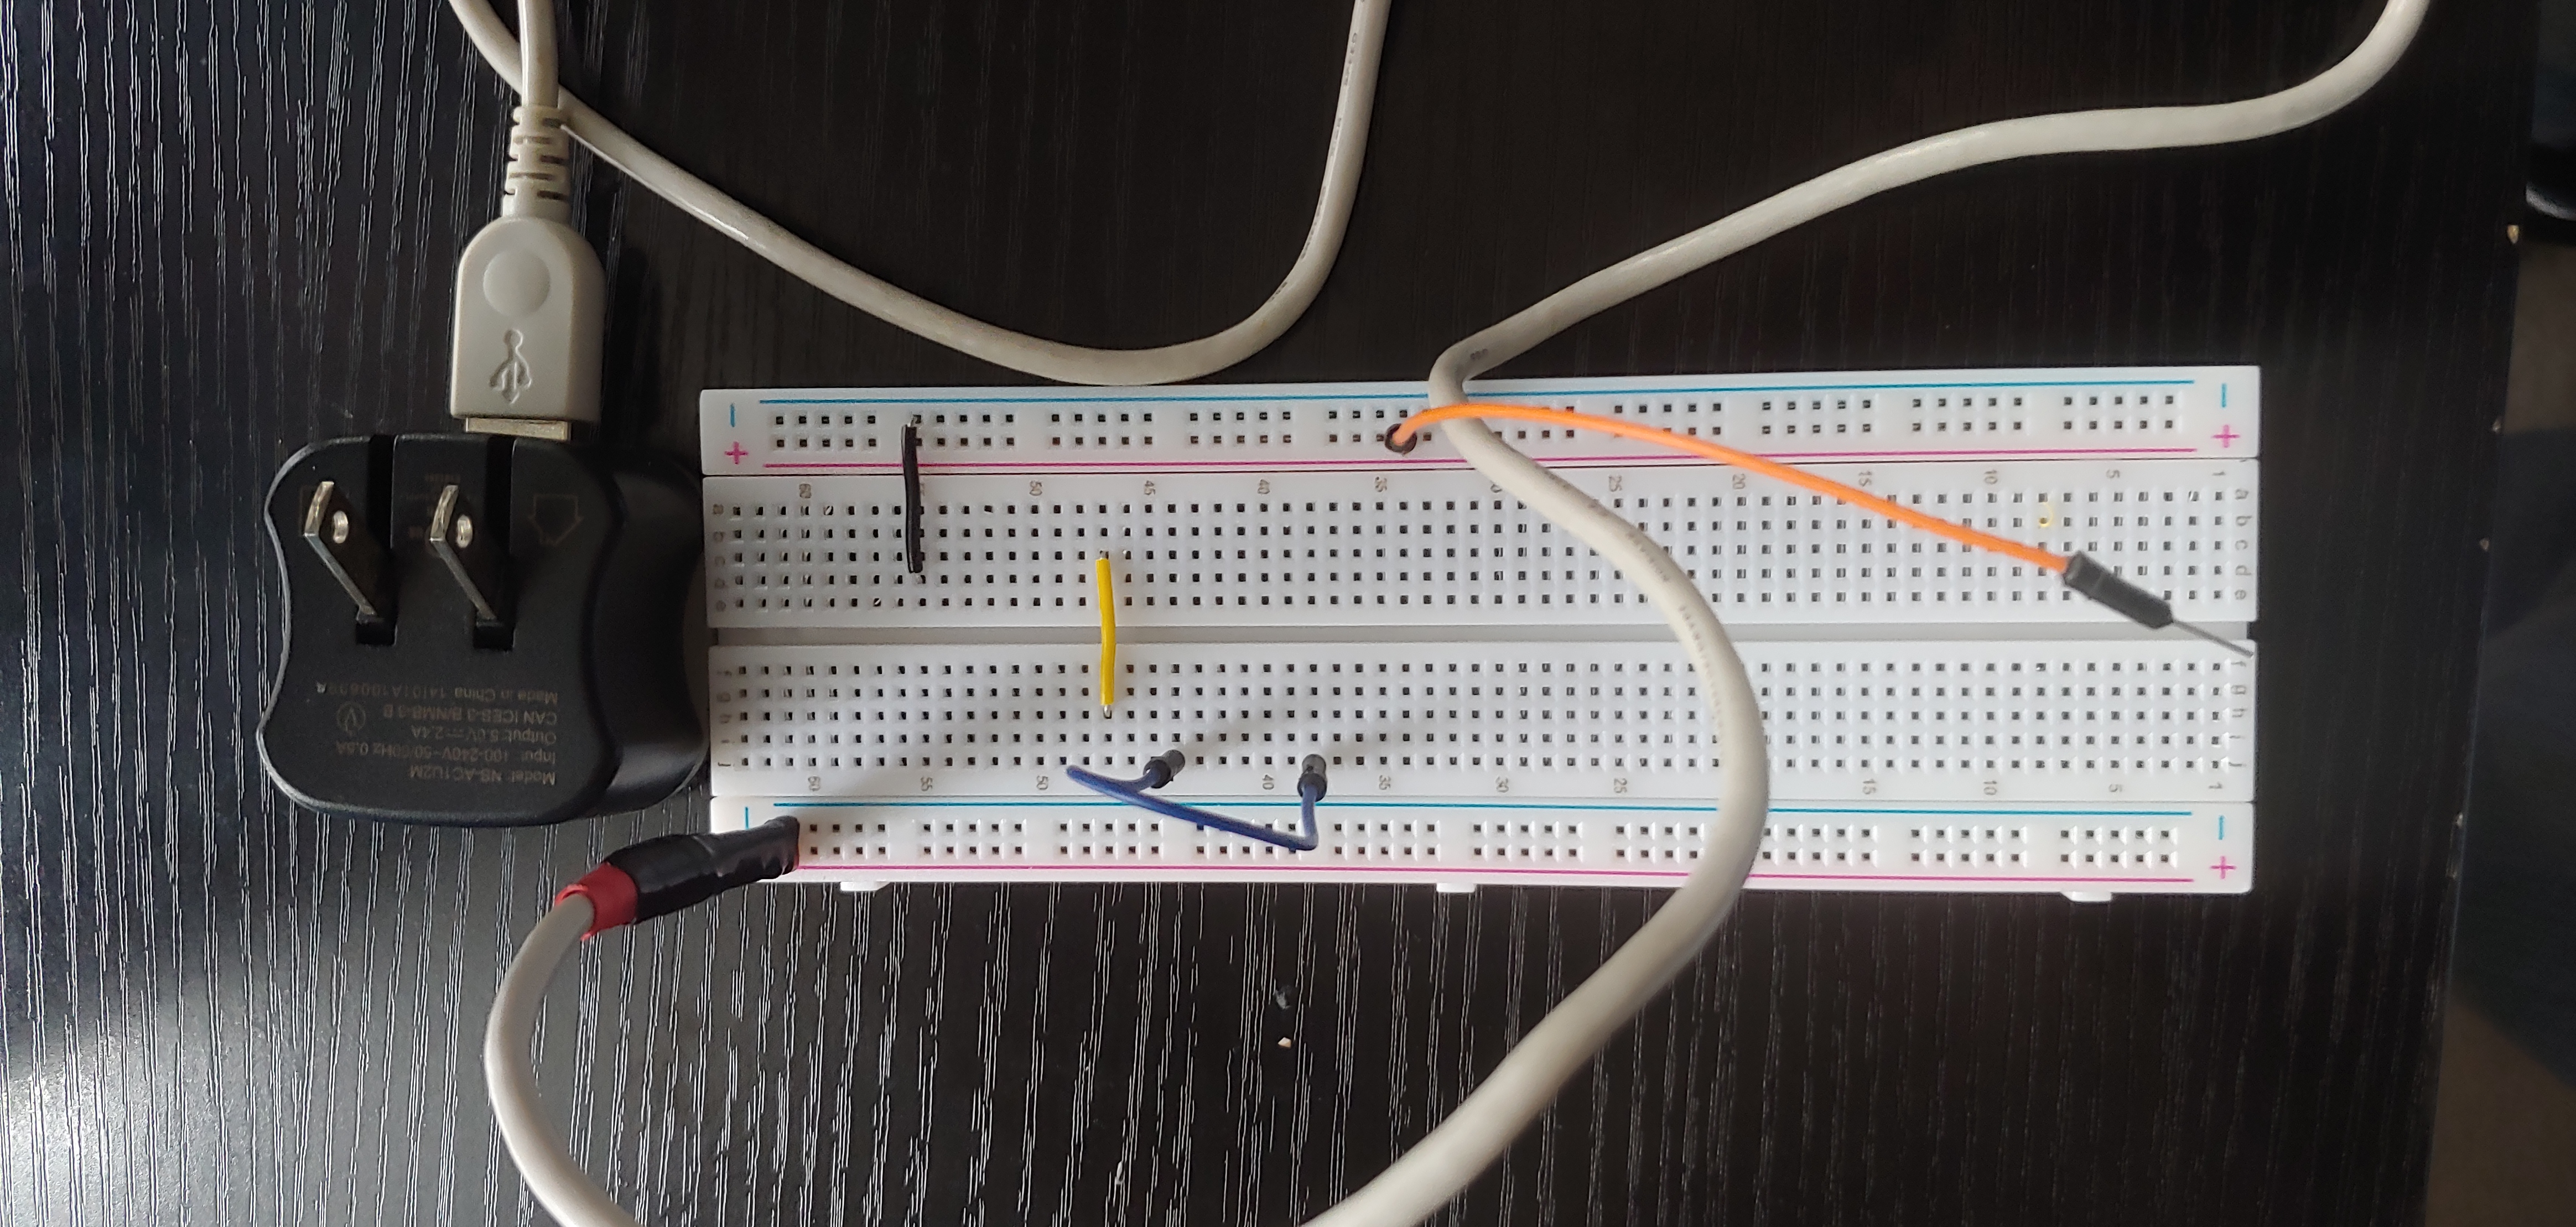 + −
1 5 10 15 25 30 35 40 50 55 60
j
i
h
g
f
e
d
c
b
a
1 5 10 15 20 25 35 40 45 50 60
+ +
− −
Model: NS-AC1U2M
Input: 100-240V~50/60Hz 0.5A
Output: 5.0V⎓2.4A
CAN ICES-3 B/NMB-3 B
Made in China
V